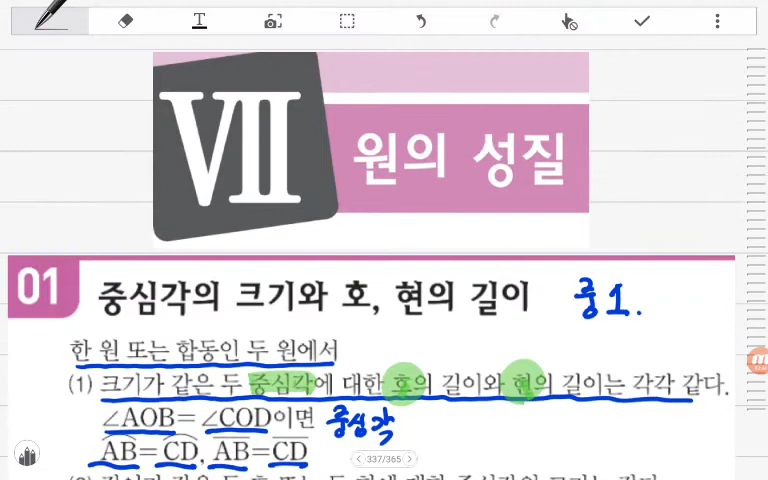 T
VII
원의 성질
01 중심각의 크기와 호, 현의 길이 중1.
한 원 또는 합동인 두 원에서
(1) 크기가 같은 두 중심각에 대한 호의 길이와 현의 길이는 각각 같다.
∠AOB=∠COD이면 중심각
AB=CD, AB=CD
337/365